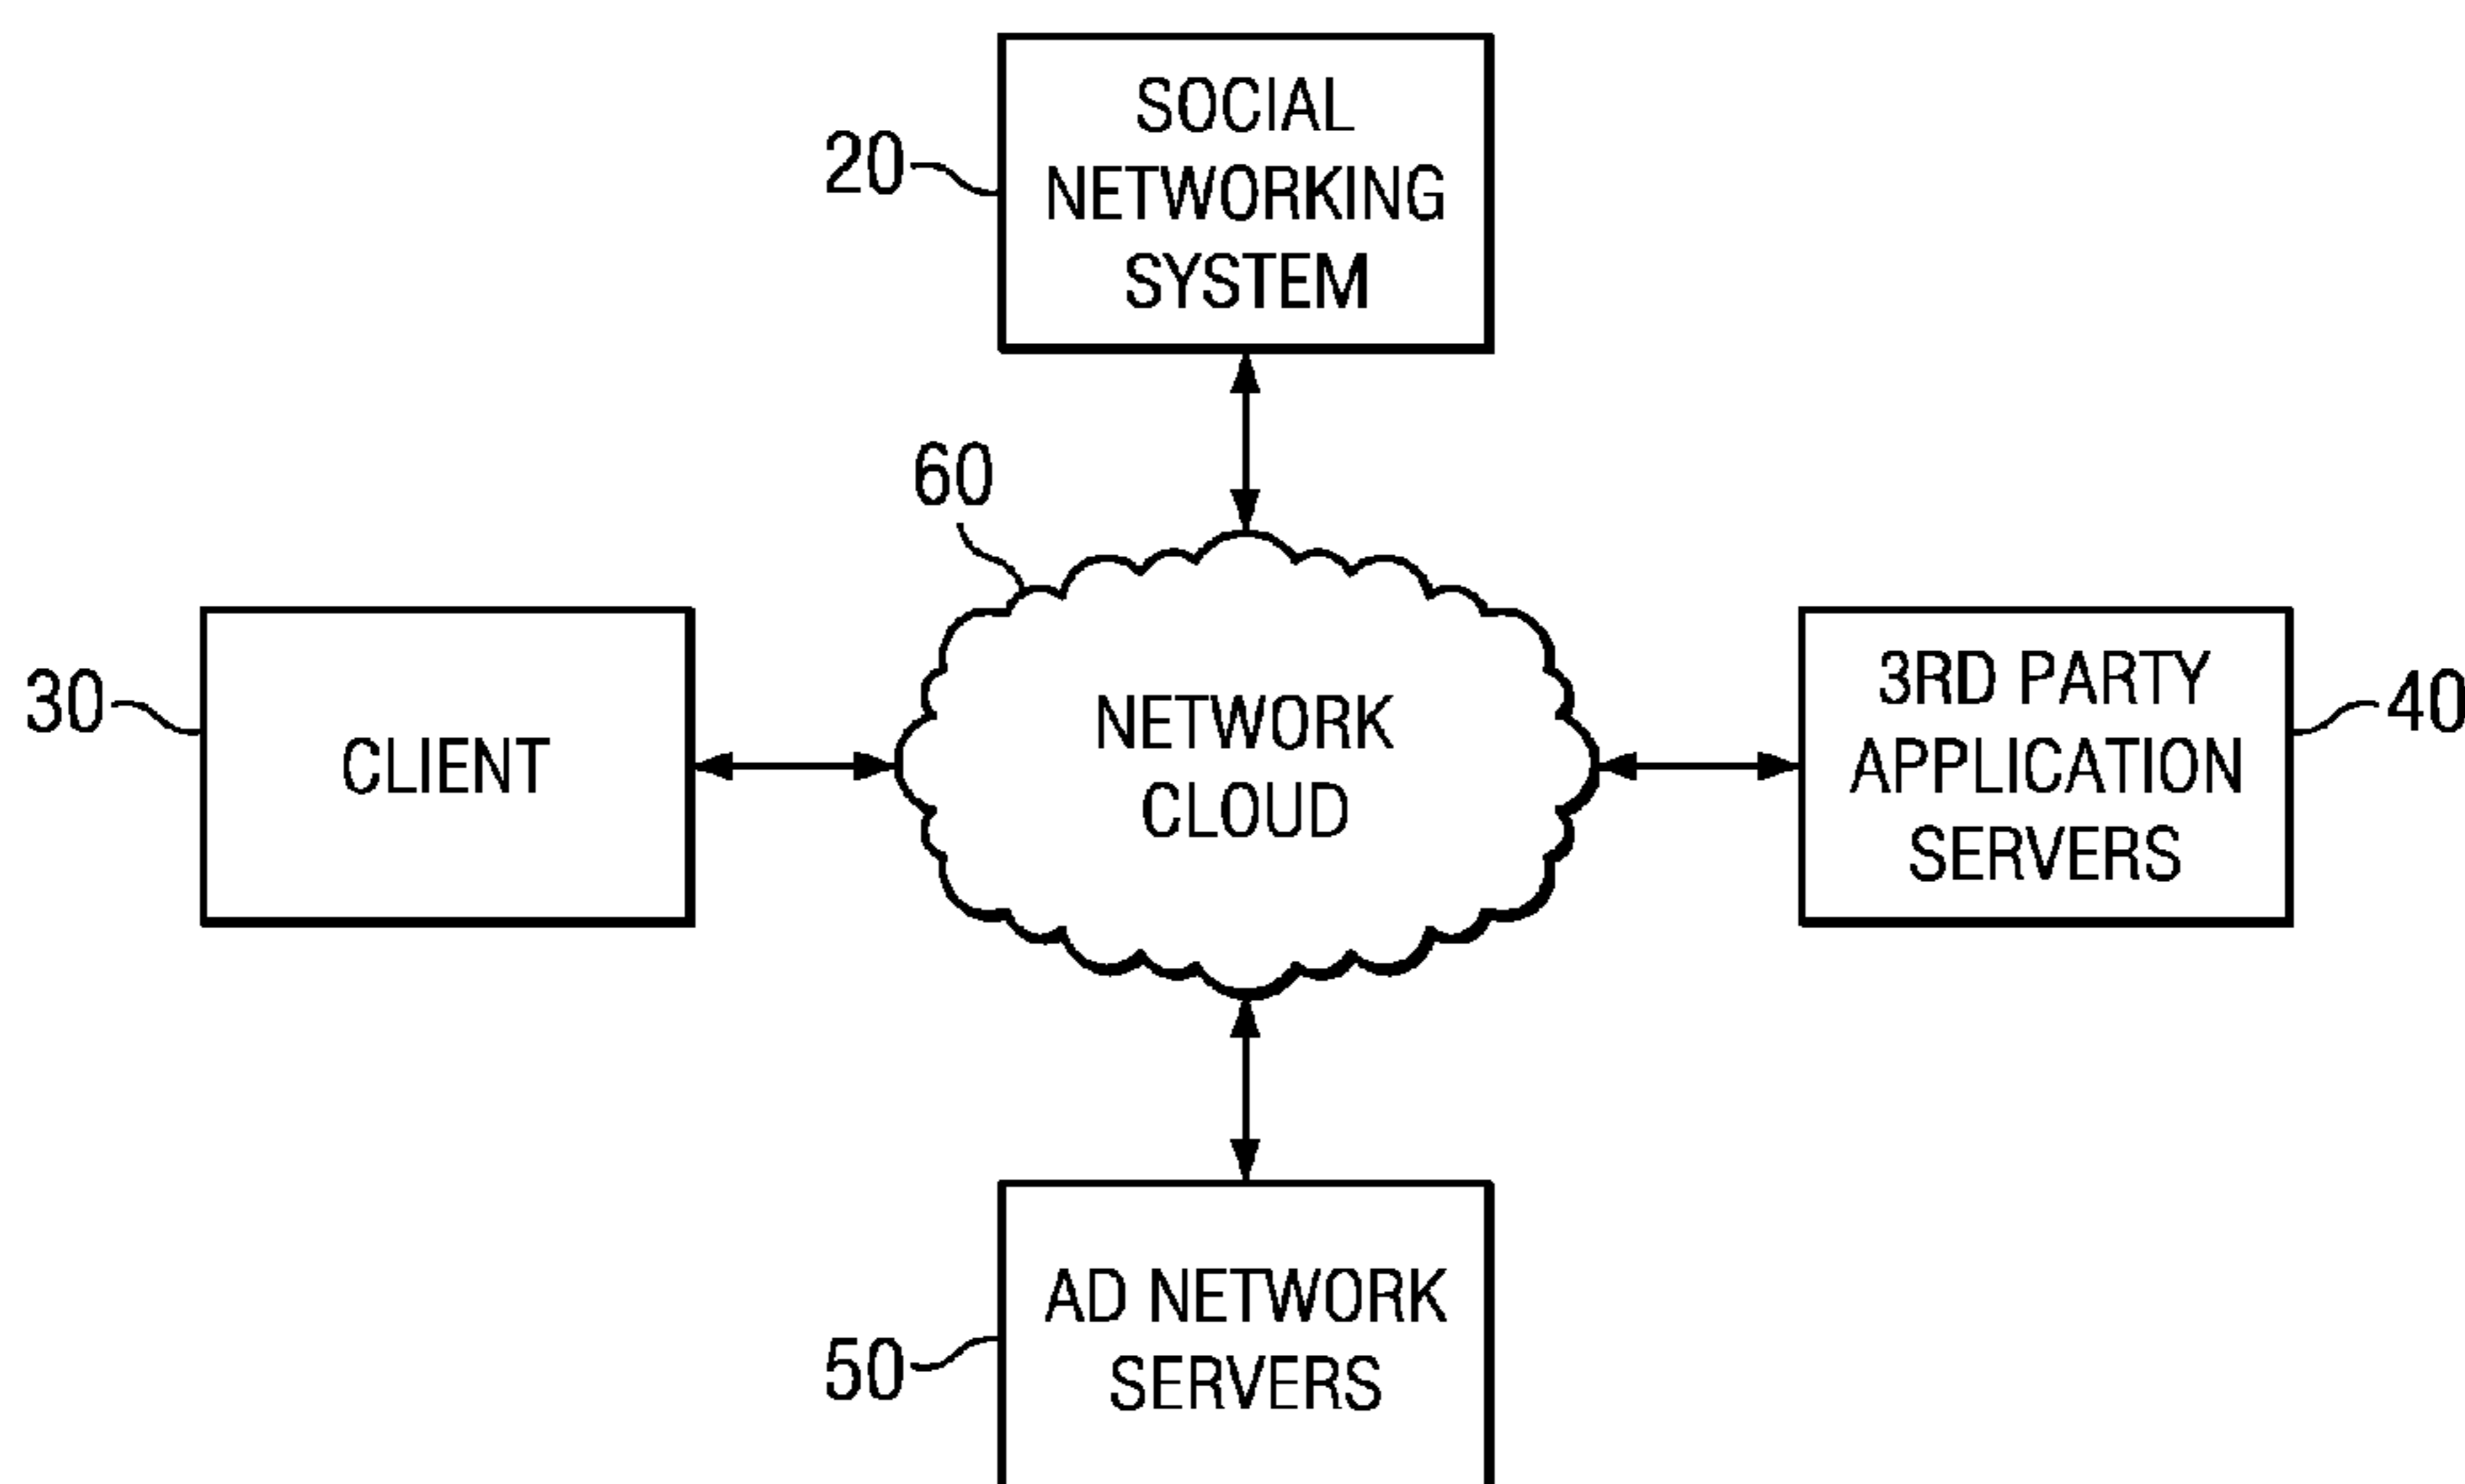 SOCIAL
NETWORKING
SYSTEM
20
60
30
CLIENT
NETWORK
CLOUD
3RD PARTY
APPLICATION
SERVERS
40
AD NETWORK
SERVERS
50